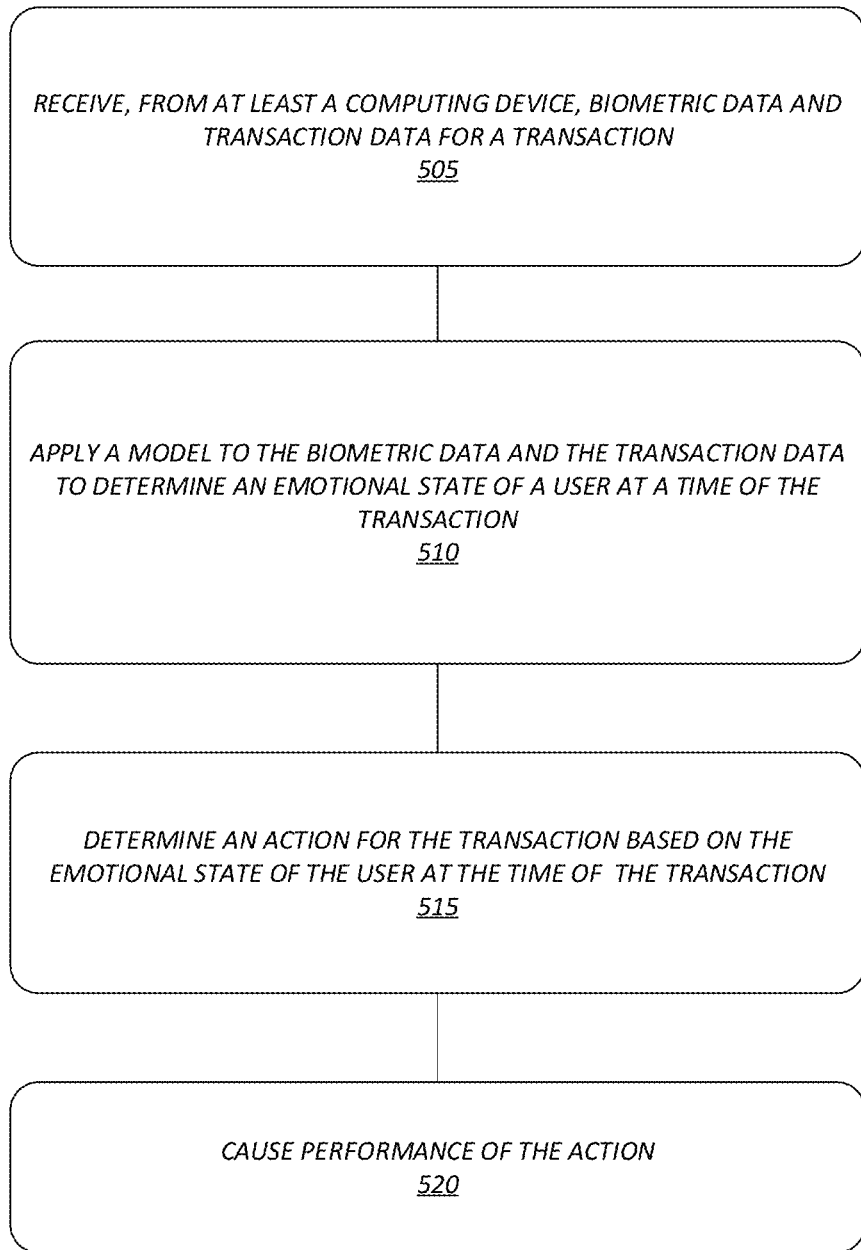 RECEIVE, FROM AT LEAST A COMPUTING DEVICE, BIOMETRIC DATA AND
TRANSACTION DATA FOR A TRANSACTION
505
APPLY A MODEL TO THE BIOMETRIC DATA AND THE TRANSACTION DATA
TO DETERMINE AN EMOTIONAL STATE OF A USER AT A TIME OF THE
TRANSACTION
510
DETERMINE AN ACTION FOR THE TRANSACTION BASED ON THE
EMOTIONAL STATE OF THE USER AT THE TIME OF THE TRANSACTION
515
CAUSE PERFORMANCE OF THE ACTION
520